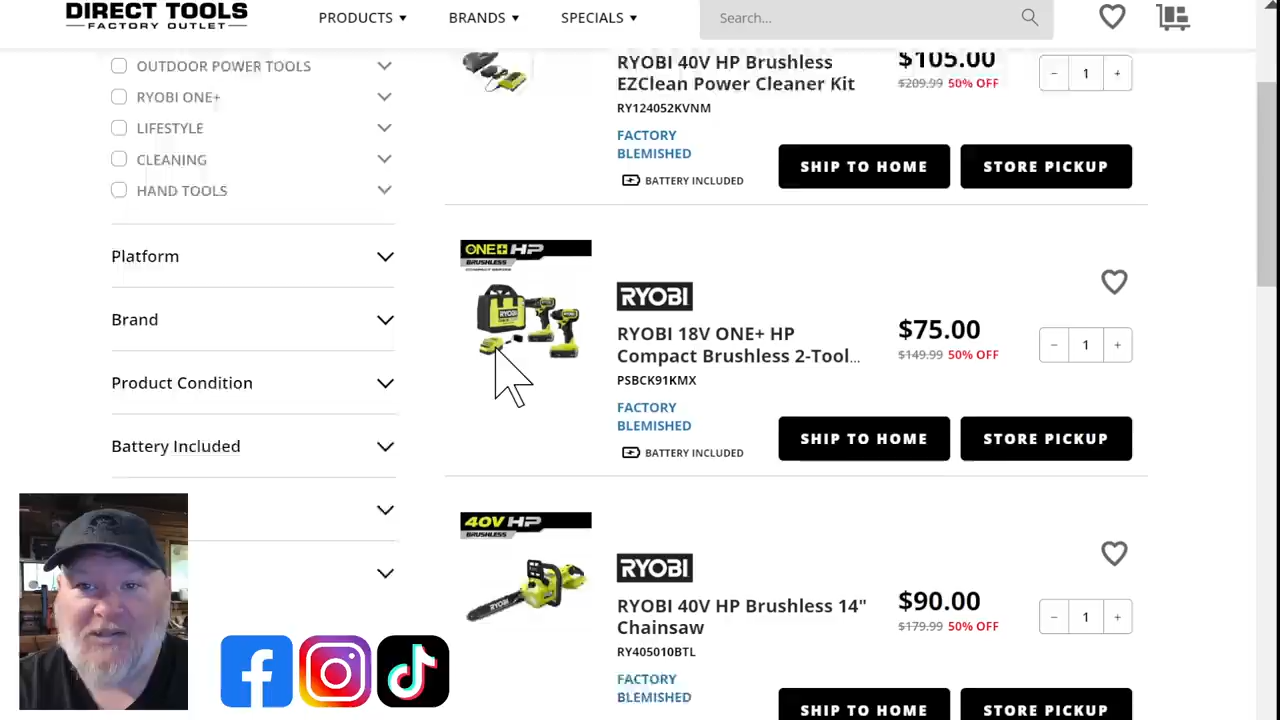 DIRECT TOOLS
FACTORY OUTLET
PRODUCTS
BRANDS
SPECIALS
Search...
OUTDOOR POWER TOOLS
RYOBI ONE+
LIFESTYLE
CLEANING
HAND TOOLS
Platform
Brand
Product Condition
Battery Included
RYOBI 40V HP Brushless
EZClean Power Cleaner Kit
RY124052KVNM
FACTORY
BLEMISHED
BATTERY INCLUDED
$105.00
$209.99 50% OFF
- 1 +
SHIP TO HOME
STORE PICKUP
ONE+ HP
BRUSHLESS
RYOBI
RYOBI 18V ONE+ HP
Compact Brushless 2-Tool...
PSBCK91KMX
FACTORY
BLEMISHED
BATTERY INCLUDED
$75.00
$149.99 50% OFF
- 1 +
SHIP TO HOME
STORE PICKUP
40V HP
BRUSHLESS
RYOBI
RYOBI
RYOBI 40V HP Brushless 14"
Chainsaw
RY405010BTL
FACTORY
BLEMISHED
$90.00
$179.99 50% OFF
- 1 +
SHIP TO HOME
STORE PICKUP